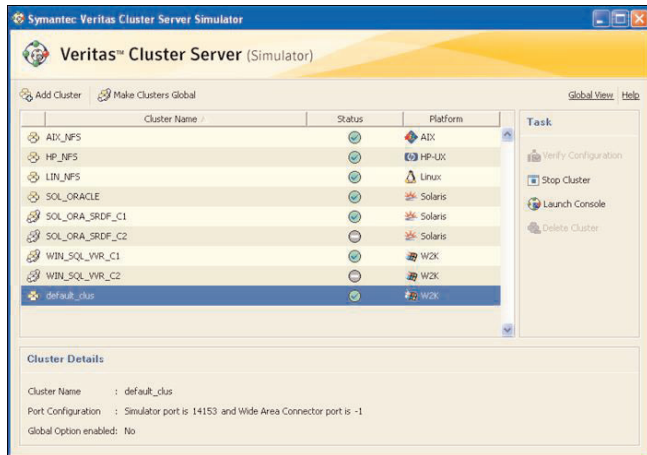 Symantec Veritas Cluster Server Simulator
Veritas™ Cluster Server (Simulator)
Add Cluster Make Clusters Global Global View Help
Cluster Name Status Platform Task
AIX_NFS AIX
HP_NFS HP-UX Verify Configuration
LIN_NFS Linux Stop Cluster
SOL_ORACLE Solaris Launch Console
SOL_ORA_SRDF_C1 Solaris Delete Cluster
SOL_ORA_SRDF_C2 Solaris
WIN_SQL_VVR_C1 W2K
WIN_SQL_VVR_C2 W2K
default_clus W2K
Cluster Details
Cluster Name : default_clus
Port Configuration : Simulator port is 14153 and Wide Area Connector port is -1
Global Option enabled: No